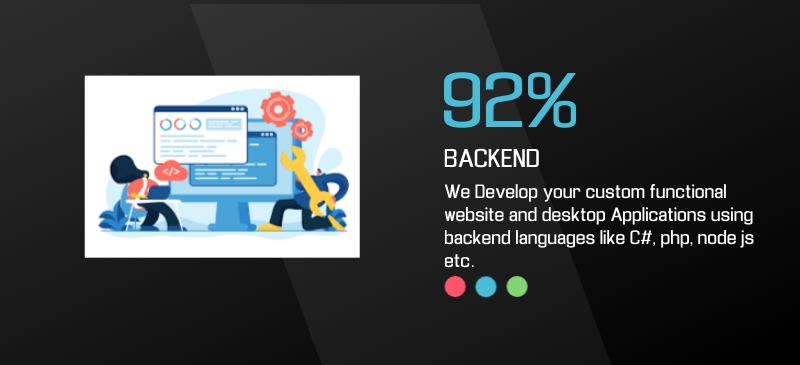 92%
BACKEND
We Develop your custom functional
website and desktop Applications using
backend languages like C#, php, node js
etc.
</>